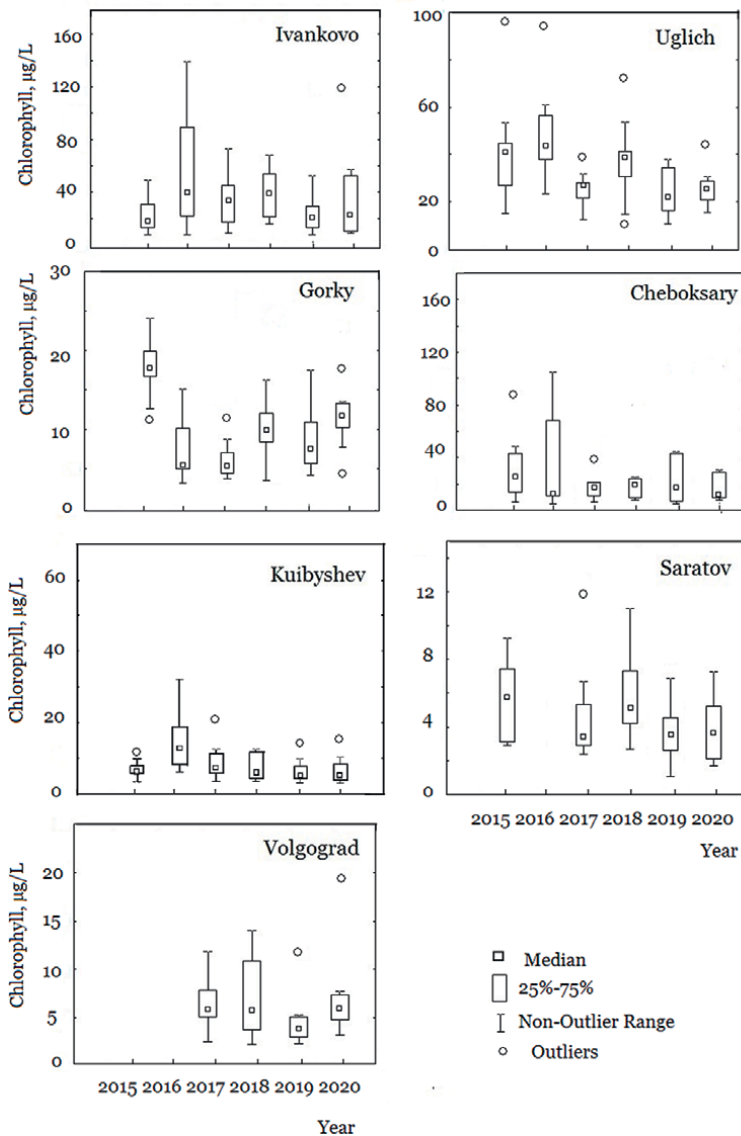 Ivankovo
Chlorophyll, µg/L
160
120
80
40
0
Uglich
100
60
20
0
Gorky
Chlorophyll, µg/L
30
20
10
0
Cheboksary
160
120
80
40
0
Kuibyshev
Chlorophyll, µg/L
60
40
20
10
0
Saratov
12
8
4
0
2015 2016 2017 2018 2019 2020
Year
Volgograd
Chlorophyll, µg/L
20
15
10
5
0
2015 2016 2017 2018 2019 2020
Year
Median
25%-75%
Non-Outlier Range
Outliers